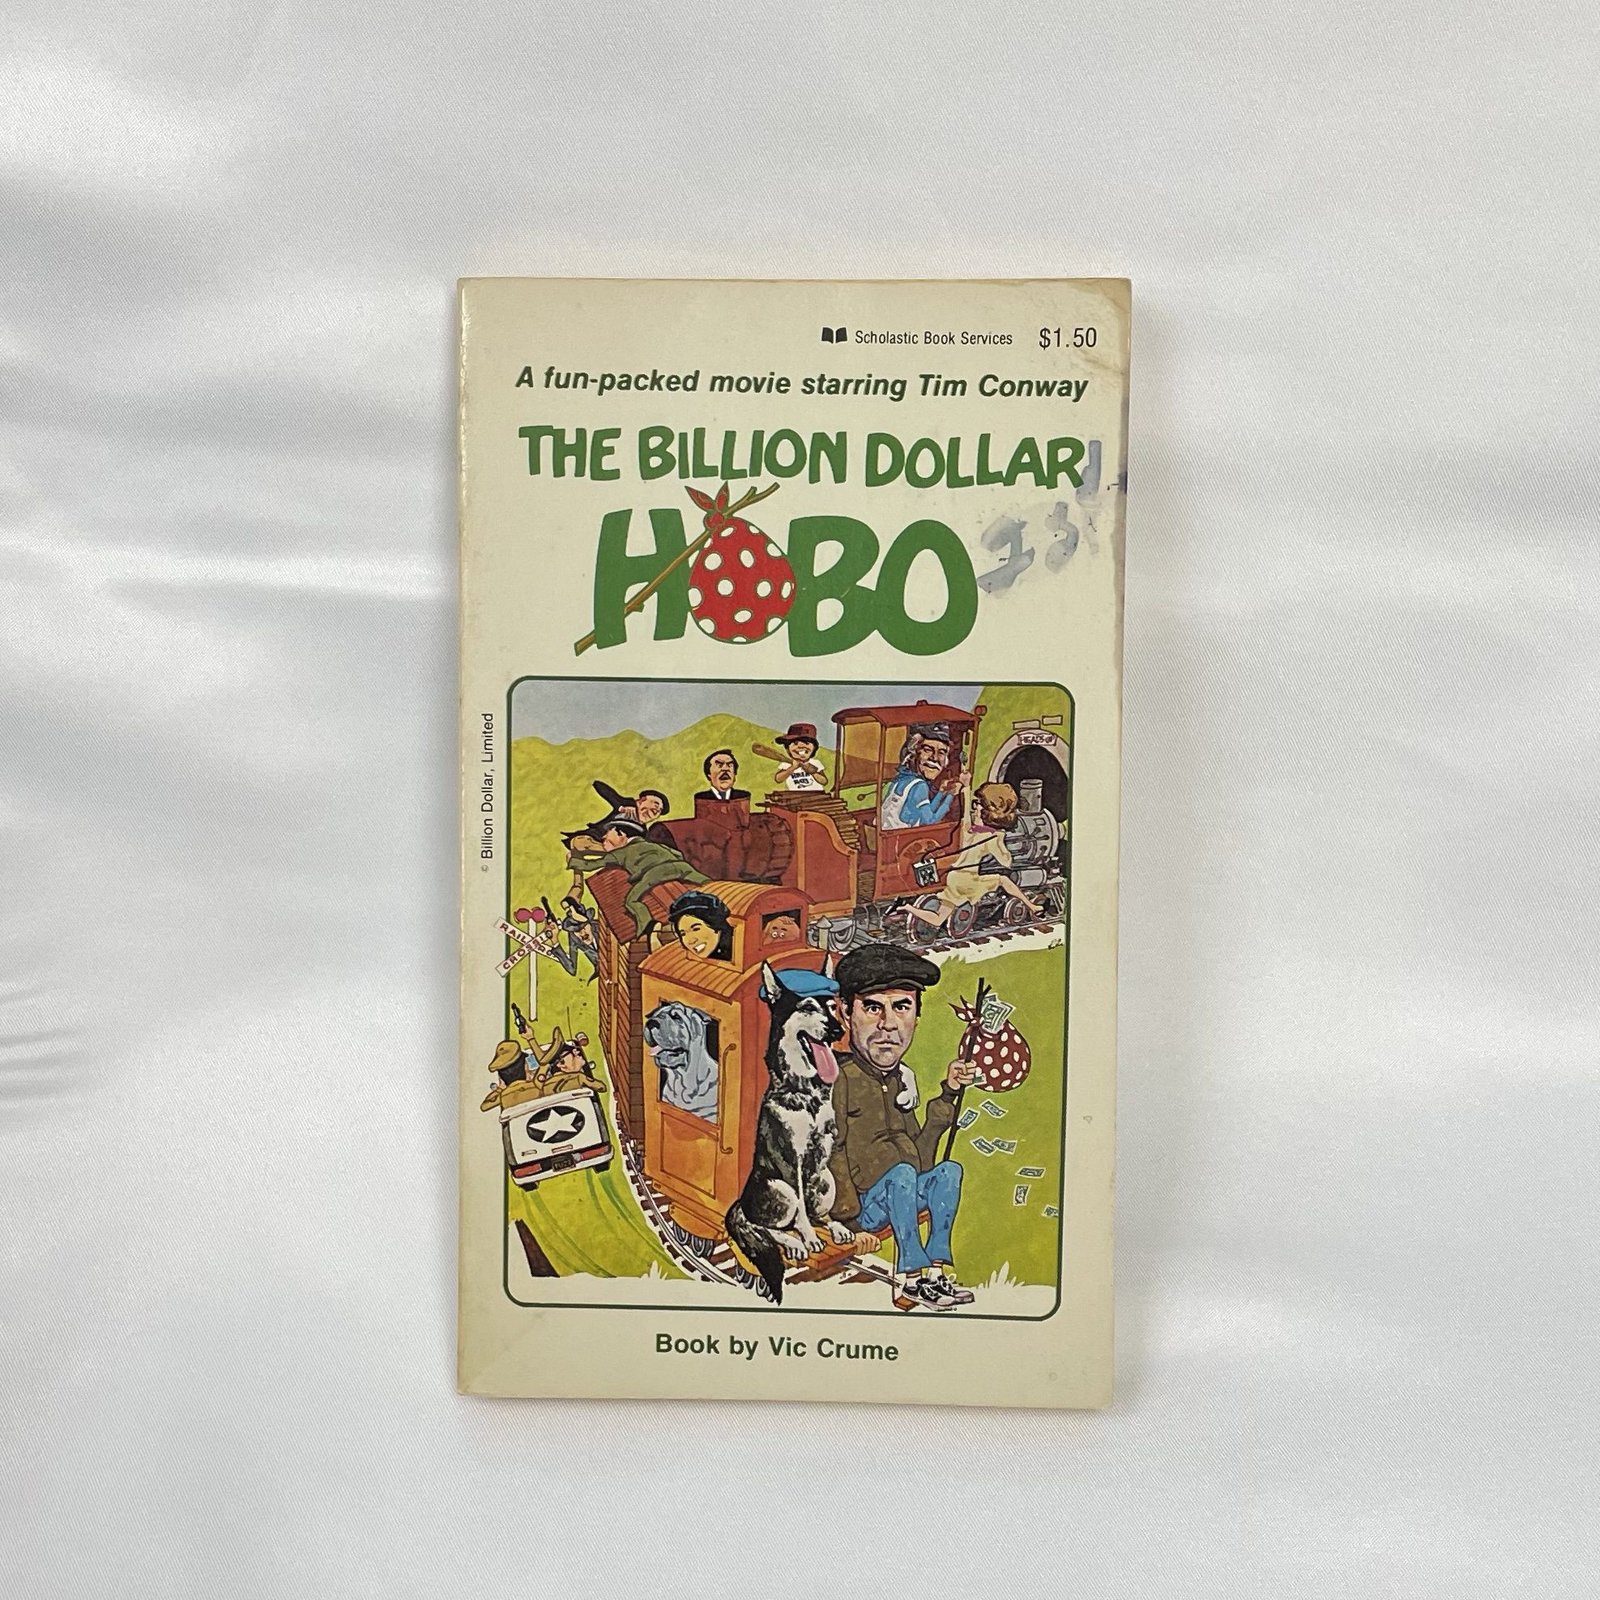 Scholastic Book Services $1.50
A fun-packed movie starring Tim Conway
THE BILLION DOLLAR
HOBO
© Billion Dollar, Limited
RAILROAD
CROSSING
Book by Vic Crume